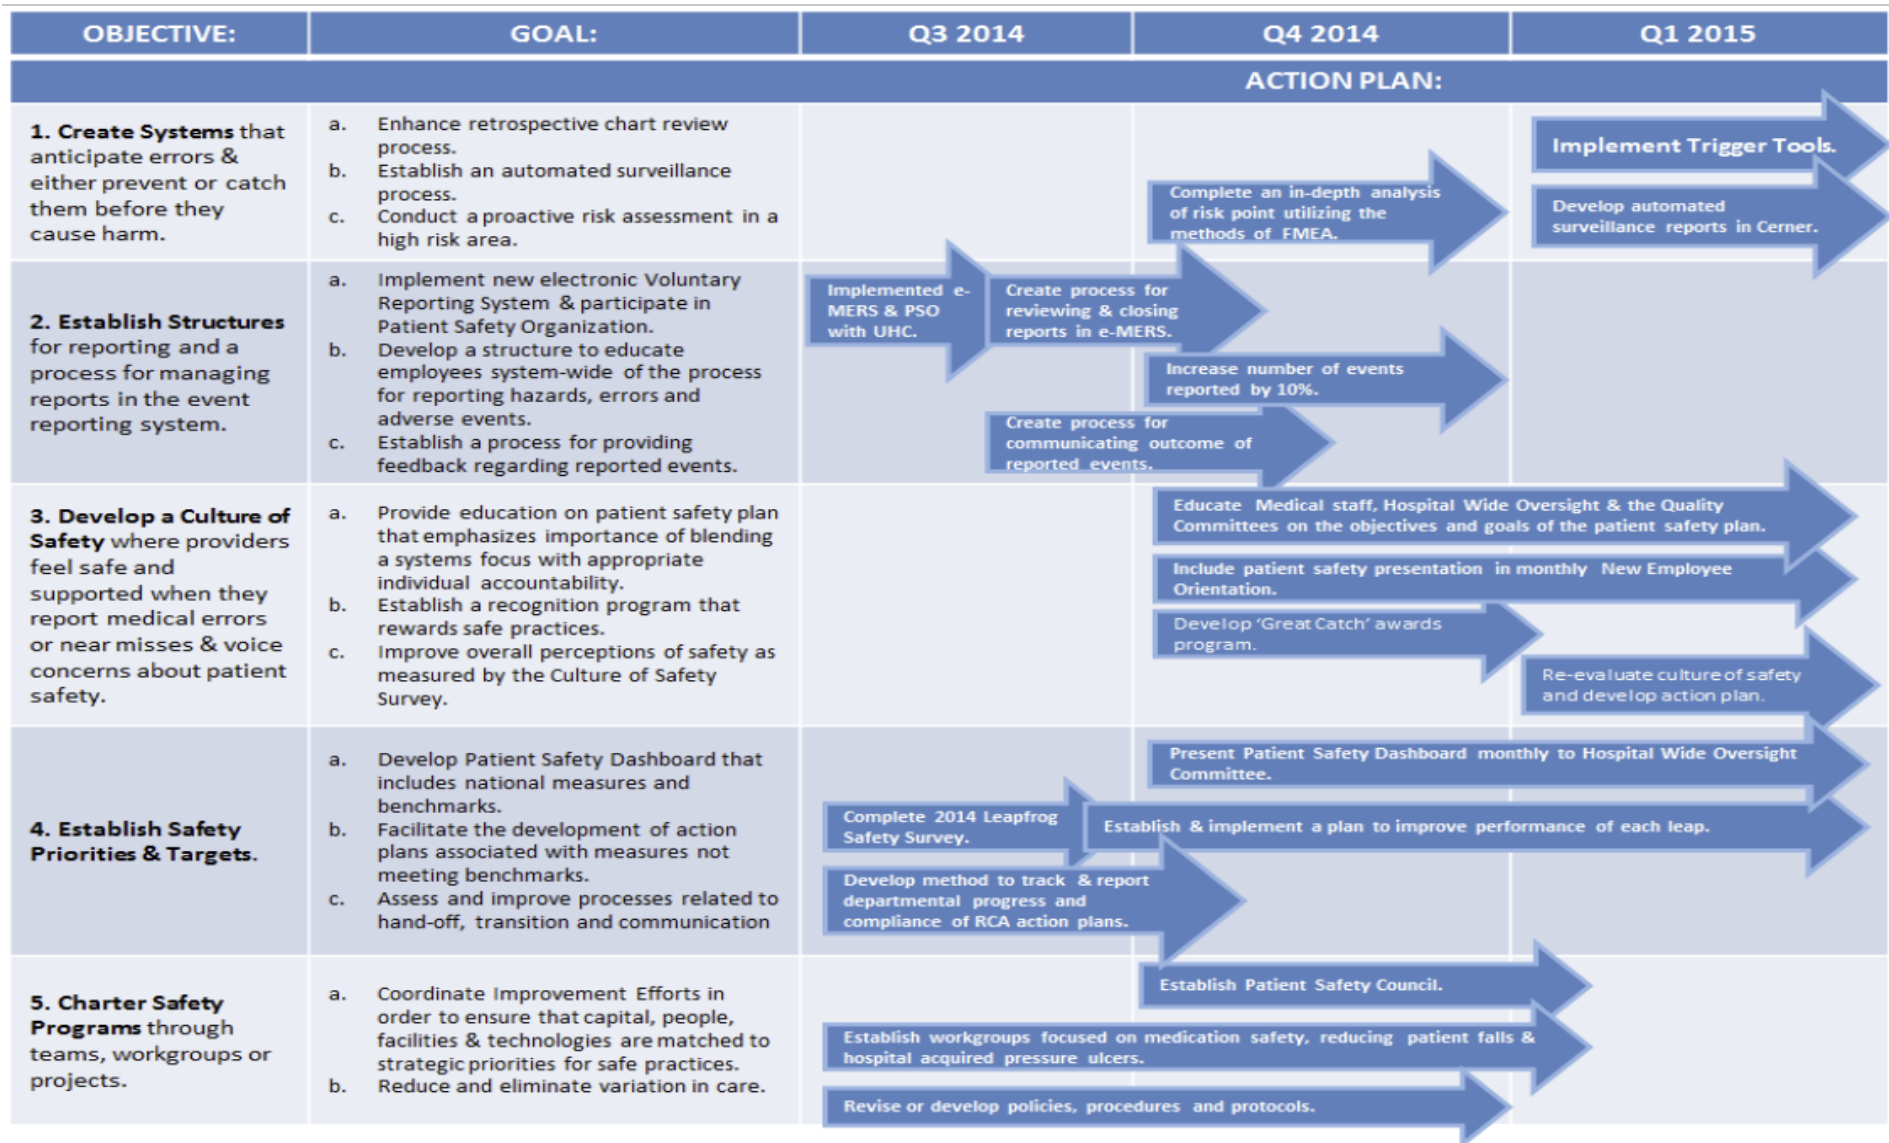 OBJECTIVE:
GOAL:
Q3 2014
Q4 2014
Q1 2015
ACTION PLAN:
1. Create Systems that
anticipate errors &
either prevent or catch
them before they
cause harm.
a. Enhance retrospective chart review
process.
b. Establish an automated surveillance
process.
c. Conduct a proactive risk assessment in a
high risk area.
Complete an in-depth analysis
of risk point utilizing the
methods of FMEA.
Implement Trigger Tools.
Develop automated
surveillance reports in Cerner.
2. Establish Structures
for reporting and a
process for managing
reports in the event
reporting system.
a. Implement new electronic Voluntary
Reporting System & participate in
Patient Safety Organization.
b. Develop a structure to educate
employees system-wide of the process
for reporting hazards, errors and
adverse events.
c. Establish a process for providing
feedback regarding reported events.
Implemented e-
MERS & PSO
with UHC.
Create process for
reviewing & closing
reports in e-MERS.
Increase number of events
reported by 10%.
Create process for
communicating outcome of
reported events.
3. Develop a Culture of
Safety where providers
feel safe and
supported when they
report medical errors
or near misses & voice
concerns about patient
safety.
a. Provide education on patient safety plan
that emphasizes importance of blending
a systems focus with appropriate
individual accountability.
b. Establish a recognition program that
rewards safe practices.
c. Improve overall perceptions of safety as
measured by the Culture of Safety
Survey.
Educate Medical staff, Hospital Wide Oversight & the Quality
Committees on the objectives and goals of the patient safety plan.
Include patient safety presentation in monthly New Employee
Orientation.
Develop ‘Great Catch’ awards
program.
Re-evaluate culture of safety
and develop action plan.
4. Establish Safety
Priorities & Targets.
a. Develop Patient Safety Dashboard that
includes national measures and
benchmarks.
b. Facilitate the development of action
plans associated with measures not
meeting benchmarks.
c. Assess and improve processes related to
hand-off, transition and communication
Present Patient Safety Dashboard monthly to Hospital Wide Oversight
Committee.
Complete 2014 Leapfrog
Safety Survey.
Establish & implement a plan to improve performance of each leap.
Develop method to track & report
departmental progress and
compliance of RCA action plans.
5. Charter Safety
Programs through
teams, workgroups or
projects.
a. Coordinate Improvement Efforts in
order to ensure that capital, people,
facilities & technologies are matched to
strategic priorities for safe practices.
b. Reduce and eliminate variation in care.
Establish Patient Safety Council.
Establish workgroups focused on medication safety, reducing patient falls &
hospital acquired pressure ulcers.
Revise or develop policies, procedures and protocols.